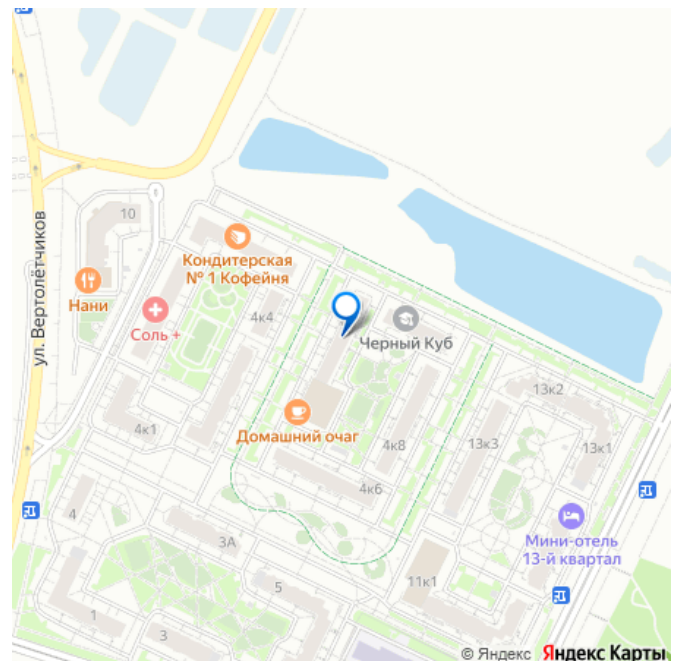 10
ул. Вертолётчиков
Кондитерская
№ 1 Кофейня
Нани
Соль +
4к4
Черный Куб
Домашний очаг
4к1
4к8
4к6
13к2
13к3
13к1
4
3А
Мини-отель
13-й квартал
11к1
5
1
3
© Яндекс Яндекс Карты